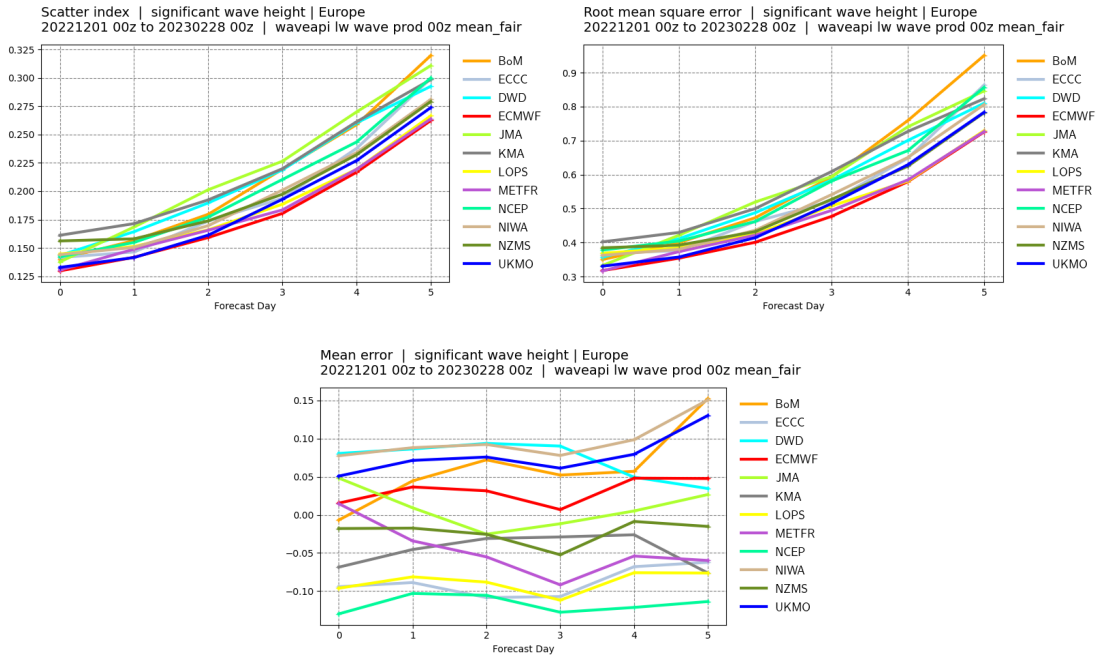 Scatter index | significant wave height | Europe
20221201 00z to 20230228 00z | waveapi lw wave prod 00z mean_fair
0.325
0.300
0.275
0.250
0.225
0.200
0.175
0.150
0.125
0 1 2 3 4 5
Forecast Day
BoM
ECCC
DWD
ECMWF
JMA
KMA
LOPS
METFR
NCEP
NIWA
NZMS
UKMO
Root mean square error | significant wave height | Europe
20221201 00z to 20230228 00z | waveapi lw wave prod 00z mean_fair
0.9
0.8
0.7
0.6
0.5
0.4
0.3
0 1 2 3 4 5
Forecast Day
BoM
ECCC
DWD
ECMWF
JMA
KMA
LOPS
METFR
NCEP
NIWA
NZMS
UKMO
Mean error | significant wave height | Europe
20221201 00z to 20230228 00z | waveapi lw wave prod 00z mean_fair
0.15
0.10
0.05
0.00
−0.05
−0.10
0 1 2 3 4 5
Forecast Day
BoM
ECCC
DWD
ECMWF
JMA
KMA
LOPS
METFR
NCEP
NIWA
NZMS
UKMO